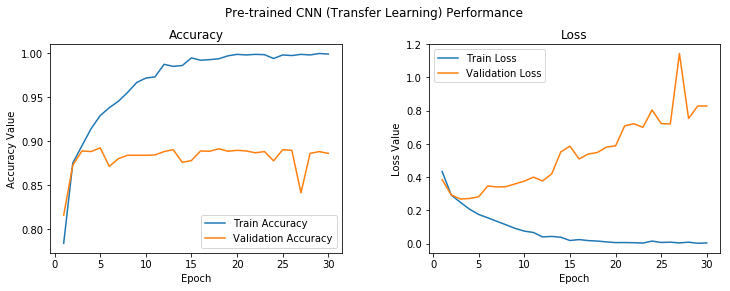 Pre-trained CNN (Transfer Learning) Performance
Accuracy
Accuracy Value
1.00
0.95
0.90
0.85
0.80
0
5
10
15
20
25
30
Epoch
Train Accuracy
Validation Accuracy
Loss
Loss Value
1.2
1.0
0.8
0.6
0.4
0.2
0.0
0
5
10
15
20
25
30
Epoch
Train Loss
Validation Loss